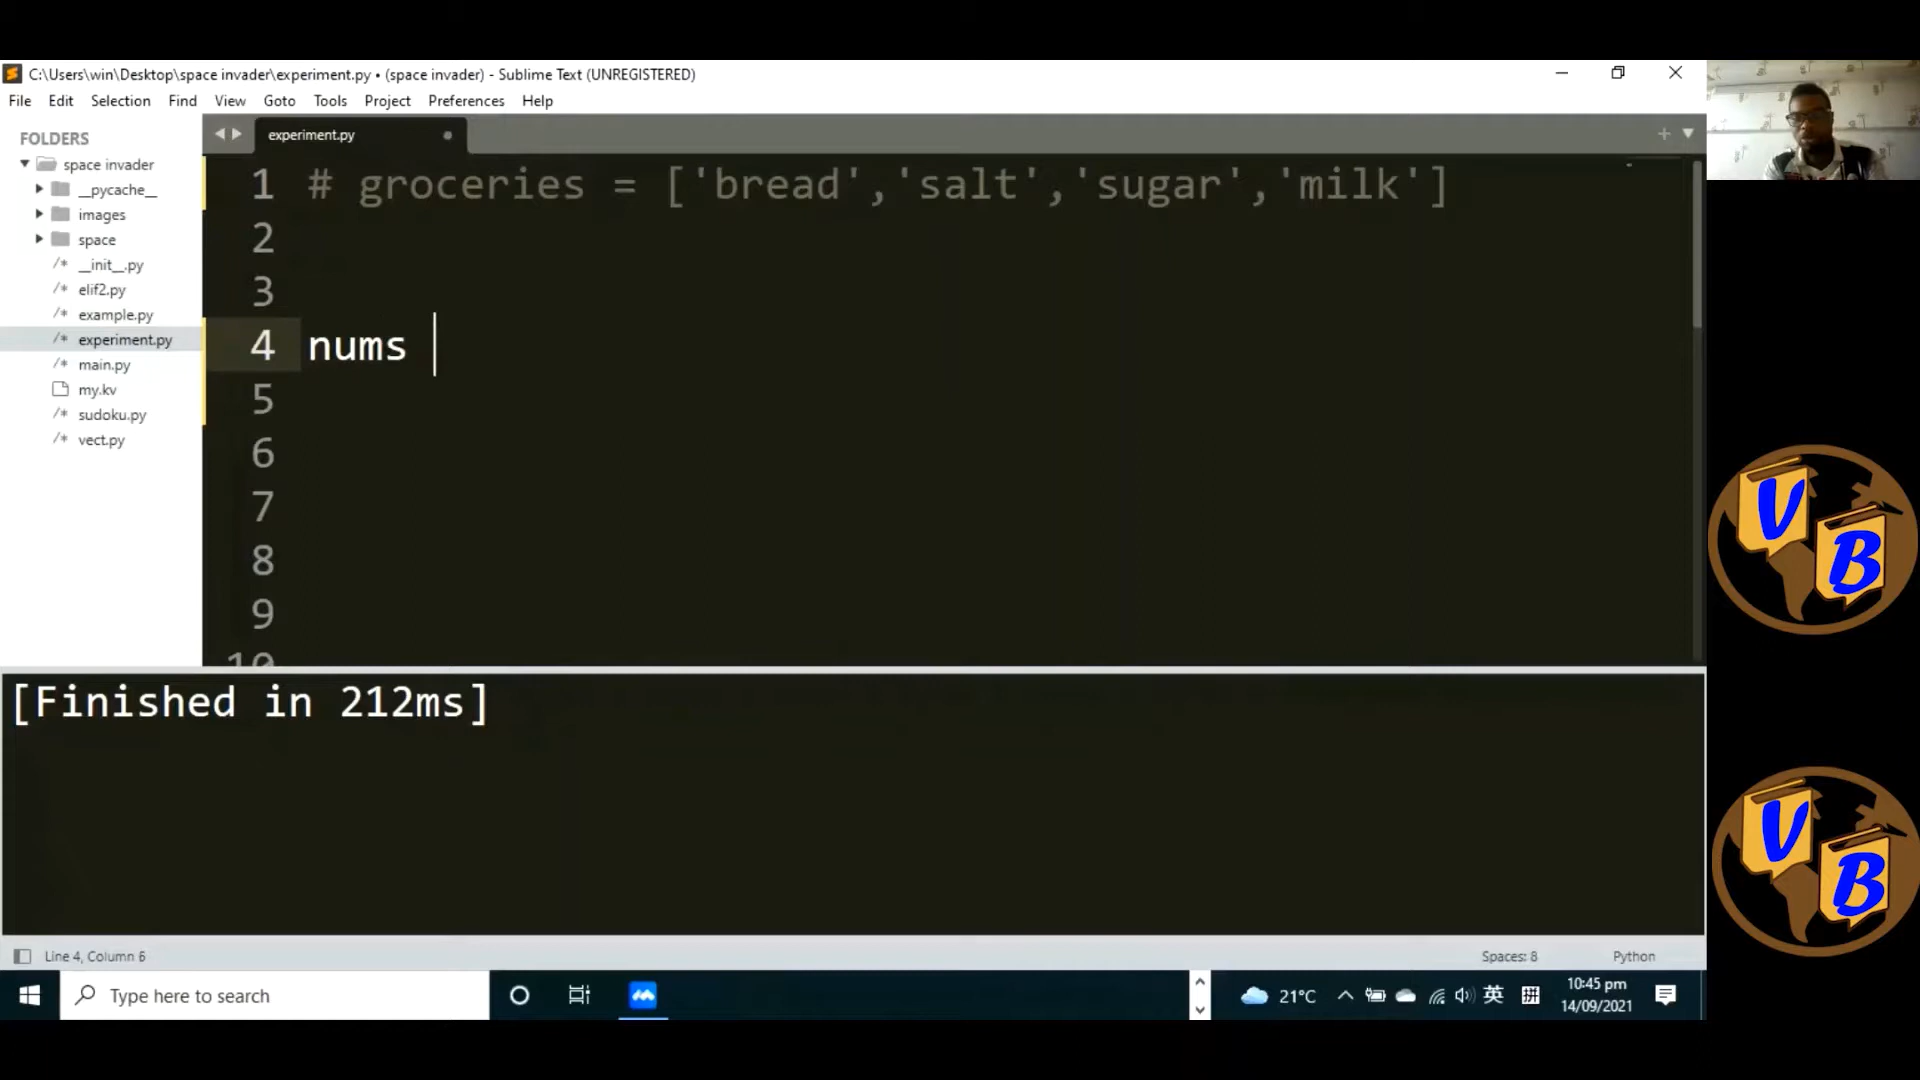 C:\Users\win\Desktop\space invader\experiment.py • (space invader) - Sublime Text (UNREGISTERED)
File Edit Selection Find View Goto Tools Project Preferences Help
FOLDERS
space invader
__pycache__
images
space
/* __init__.py
/* elif2.py
/* example.py
/* experiment.py
/* main.py
my.kv
/* sudoku.py
/* vect.py
experiment.py
1 # groceries = ['bread','salt','sugar','milk']
2
3
4 nums
5
6
7
8
9
10
[Finished in 212ms]
Line 4, Column 6
Spaces: 8 Python
Type here to search
21°C 英 拼 10:45 pm
14/09/2021
V B
V B